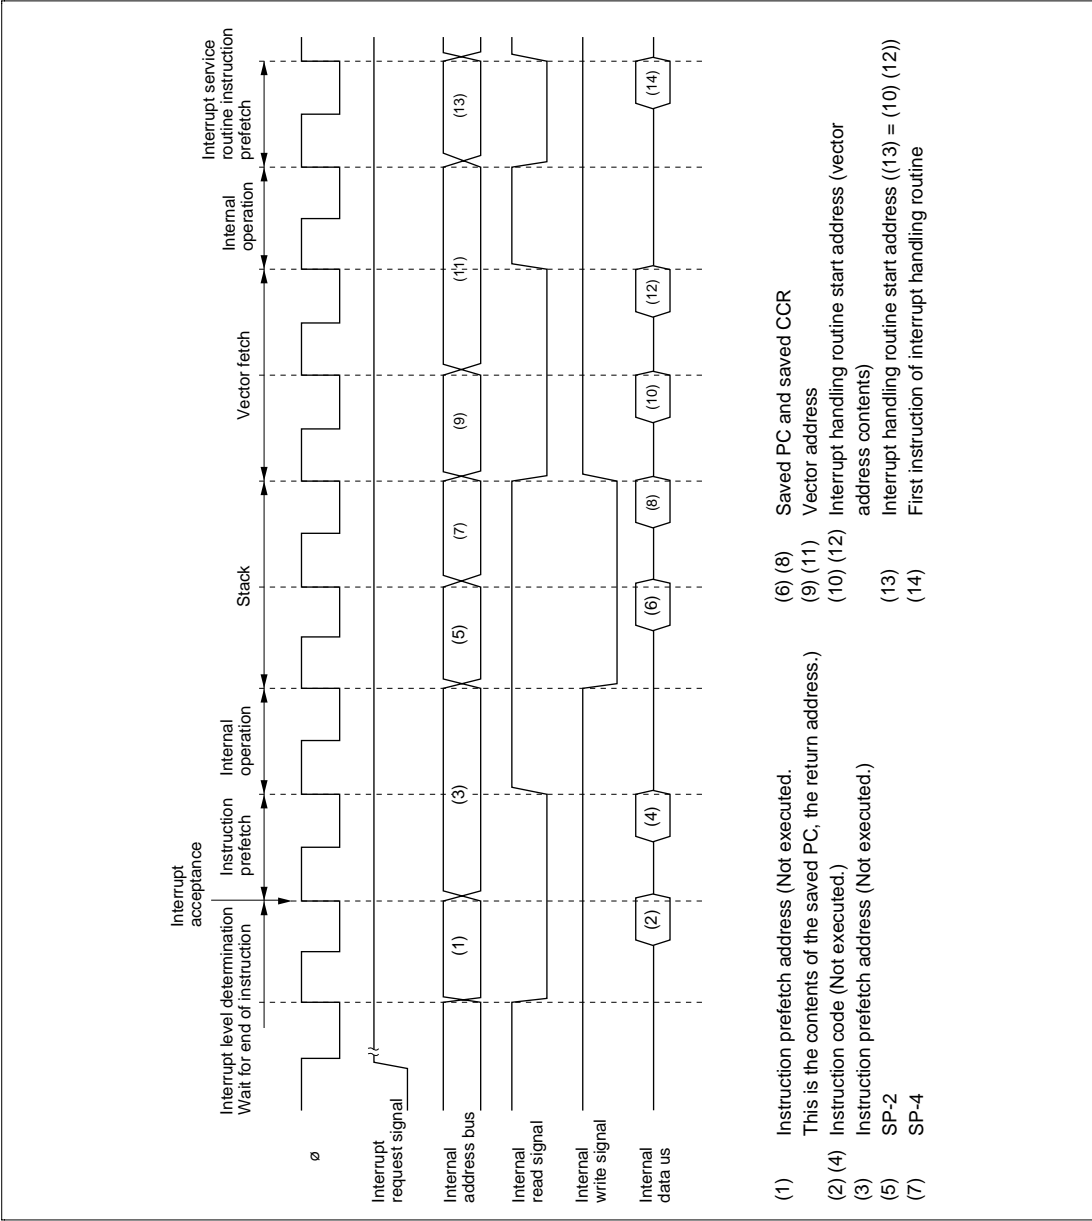 Interrupt level determination
Wait for end of instruction
Interrupt
acceptance
Instruction
prefetch
Internal
operation
Stack
Vector fetch
Internal
operation
Interrupt service
routine instruction
prefetch
ø
Interrupt
request signal
Internal
address bus
(1)
(3)
(5)
(7)
(9)
(11)
(13)
Internal
read signal
Internal
write signal
Internal
data us
(2)
(4)
(6)
(8)
(10)
(12)
(14)
(1) Instruction prefetch address (Not executed.
This is the contents of the saved PC, the return address.)
(2) (4) Instruction code (Not executed.)
(3) Instruction prefetch address (Not executed.)
(5) SP-2
(7) SP-4
(6) (8) Saved PC and saved CCR
(9) (11) Vector address
(10) (12) Interrupt handling routine start address (vector
address contents)
(13) Interrupt handling routine start address ((13) = (10) (12))
(14) First instruction of interrupt handling routine